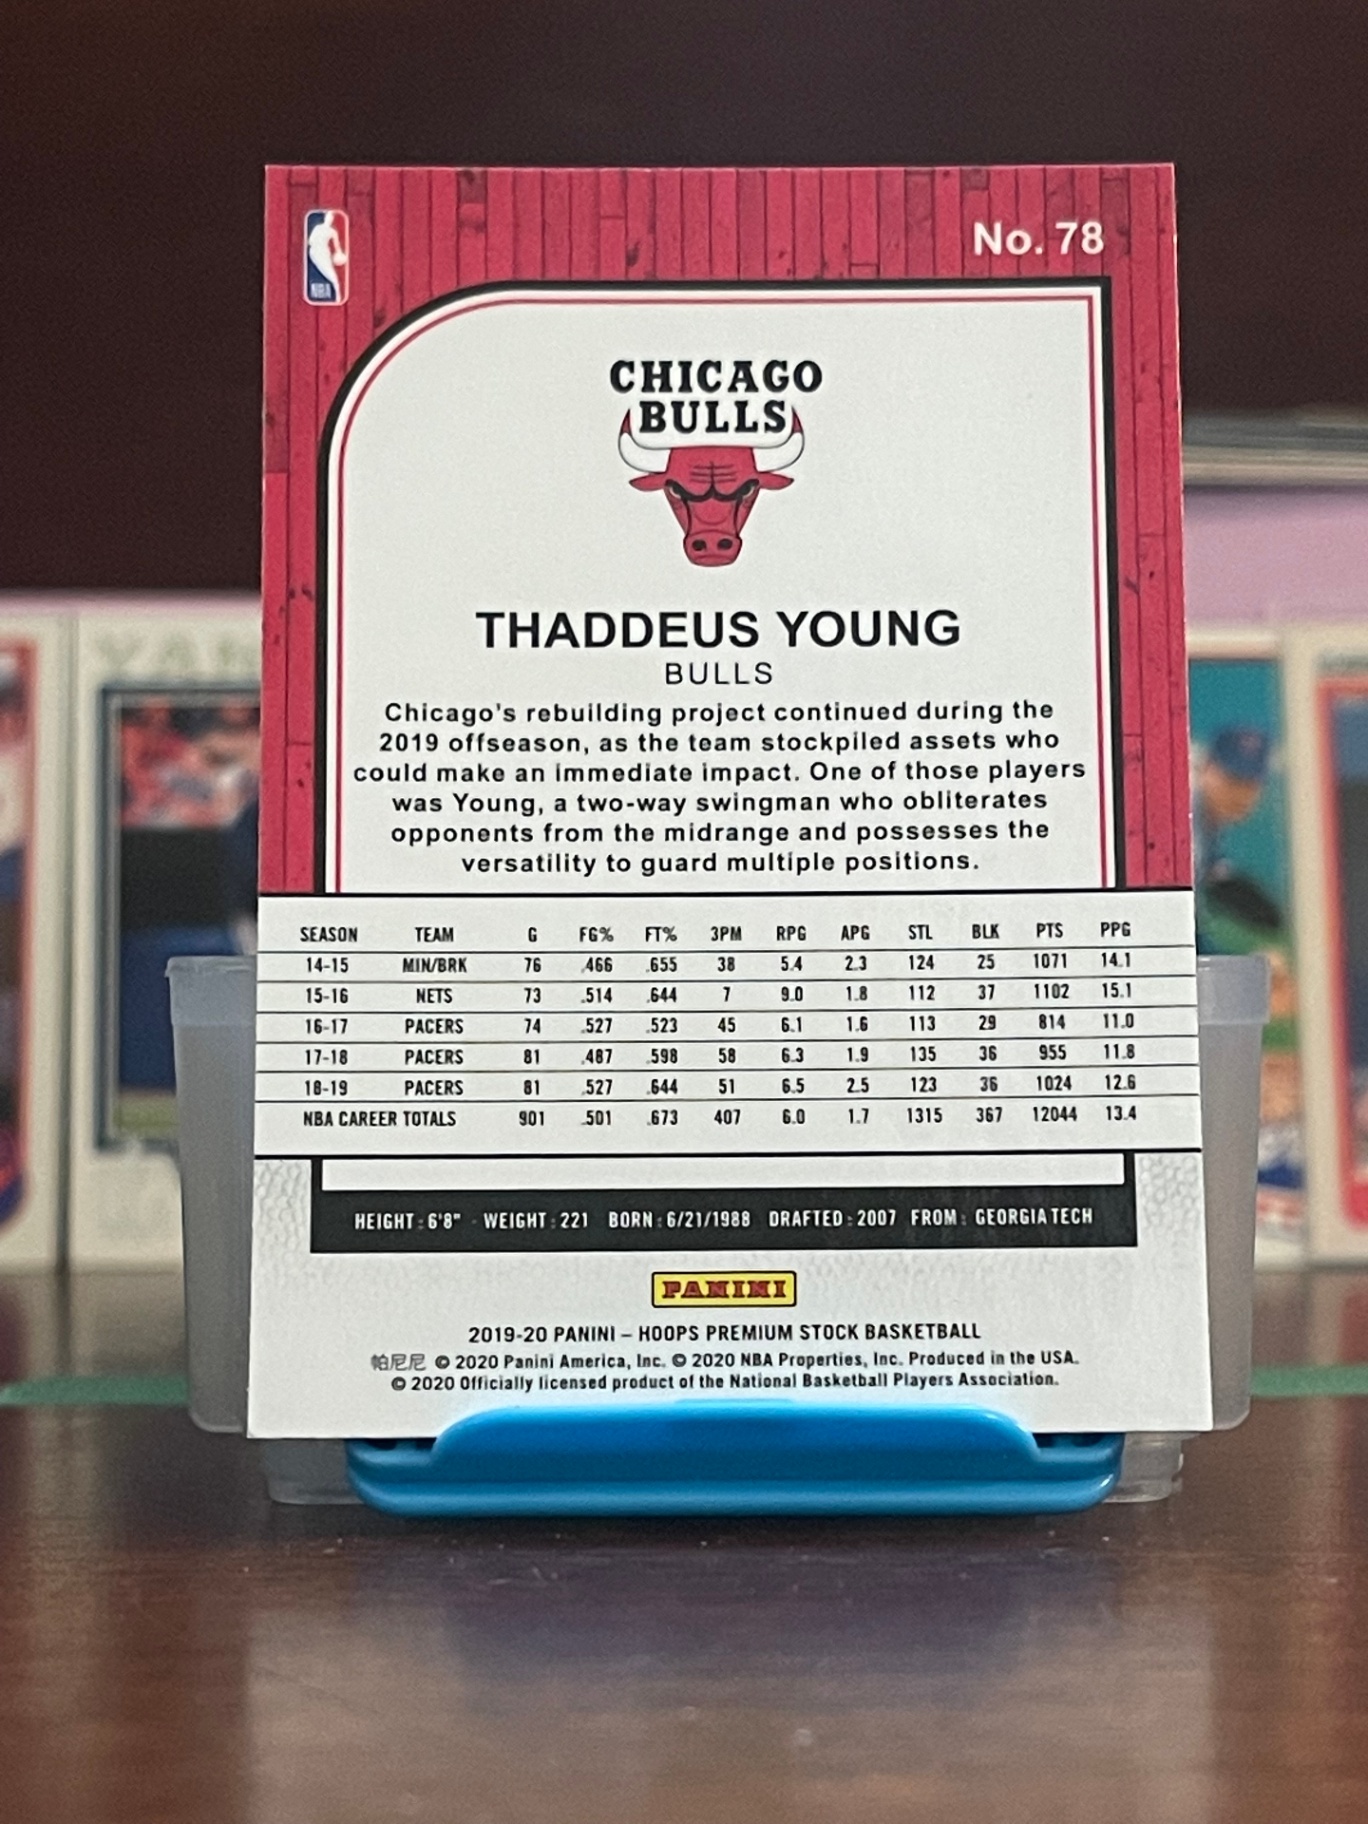 No. 78
NBA
CHICAGO
BULLS
THADDEUS YOUNG
BULLS
Chicago's rebuilding project continued during the
2019 offseason, as the team stockpiled assets who
could make an immediate impact. One of those players
was Young, a two-way swingman who obliterates
opponents from the midrange and possesses the
versatility to guard multiple positions.
SEASON TEAM G FG% FT% 3PM RPG APG STL BLK PTS PPG
14-15 MIN/BRK 76 .466 .655 38 5.4 2.3 124 25 1071 14.1
15-16 NETS 73 .514 .644 7 9.0 1.8 112 37 1102 15.1
16-17 PACERS 74 .527 .523 45 6.1 1.6 113 29 814 11.0
17-18 PACERS 81 .487 .598 58 6.3 1.9 135 36 955 11.8
18-19 PACERS 81 .527 .644 51 6.5 2.5 123 36 1024 12.6
NBA CAREER TOTALS 901 .501 .673 407 6.0 1.7 1315 367 12044 13.4
HEIGHT: 6'8" WEIGHT: 221 BORN: 6/21/1988 DRAFTED: 2007 FROM: GEORGIA TECH
PANINI
2019-20 PANINI – HOOPS PREMIUM STOCK BASKETBALL
帕尼尼 © 2020 Panini America, Inc. © 2020 NBA Properties, Inc. Produced in the USA.
© 2020 Officially licensed product of the National Basketball Players Association.